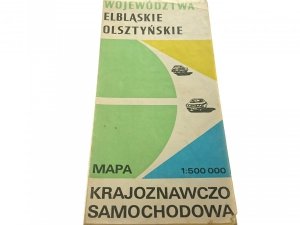 WOJEWÓDZTWA
ELBLĄSKIE
OLSZTYŃSKIE
MAPA 1:500 000
KRAJOZNAWCZO
SAMOCHODOWA